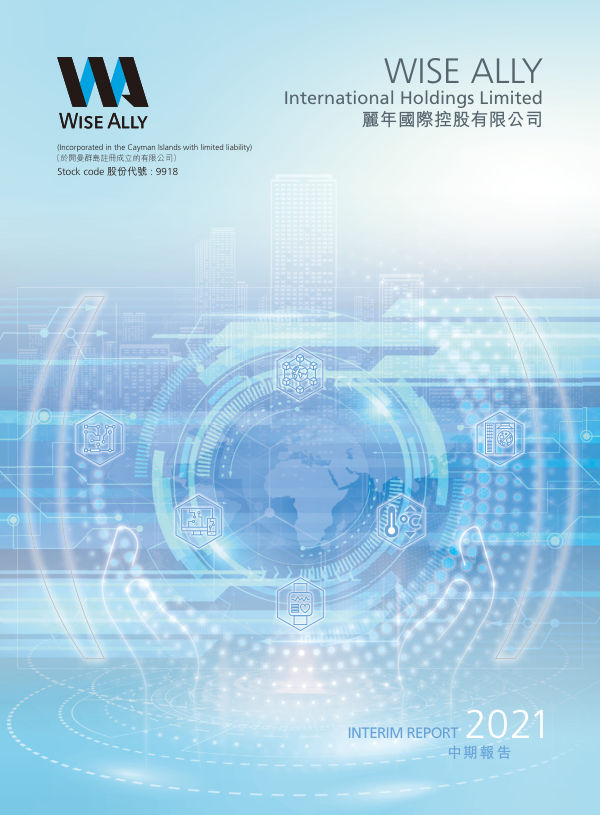 WISE ALLY
(Incorporated in the Cayman Islands with limited liability)
(於開曼群島註冊成立的有限公司)
Stock code 股份代號 : 9918
WISE ALLY
International Holdings Limited
麗年國際控股有限公司
°C
INTERIM REPORT 2021
中期報告